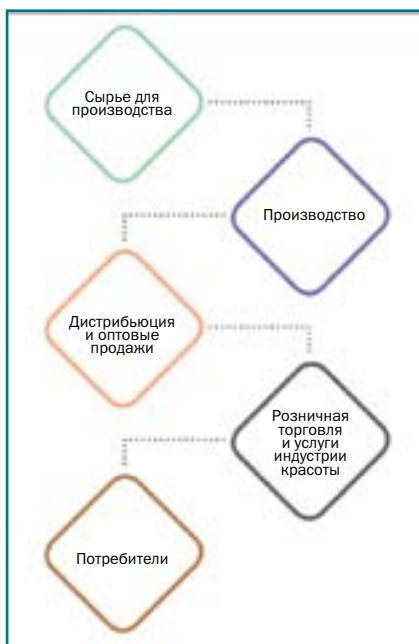 Сырье для
производства
Производство
Дистрибьюция
и оптовые
продажи
Розничная
торговля
и услуги
индустрии
красоты
Потребители